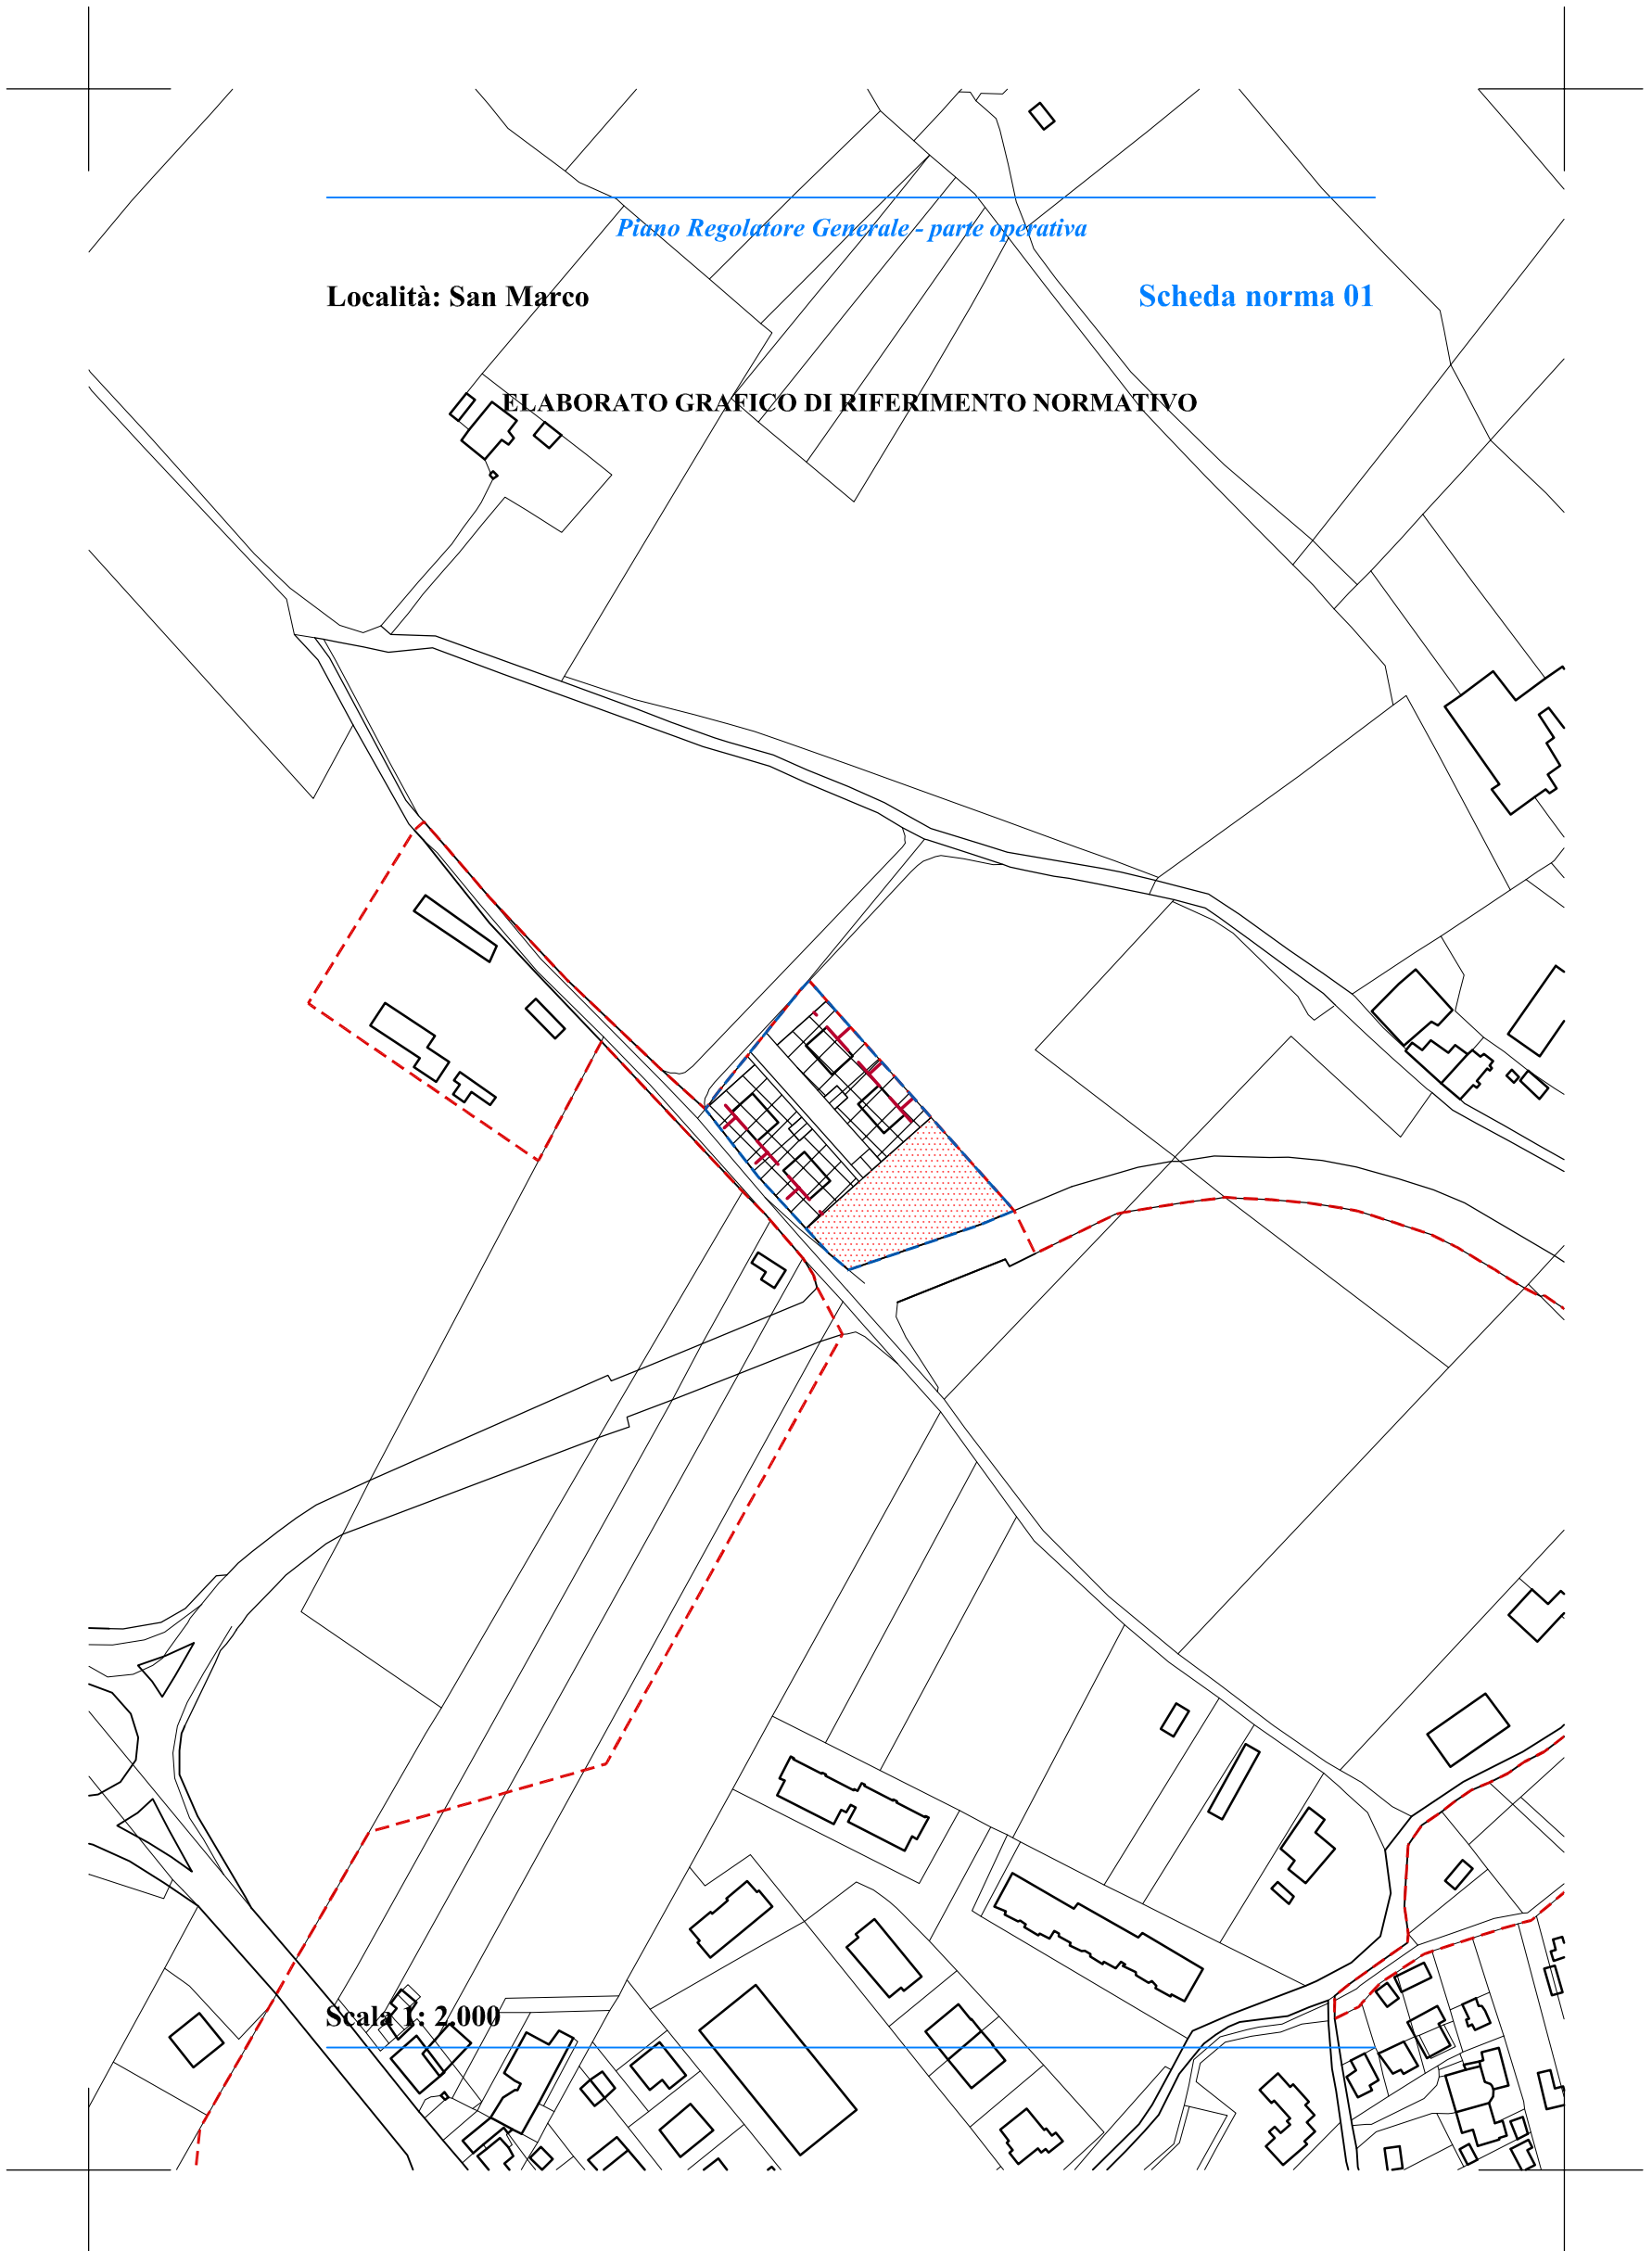 Piano Regolatore Generale - parte operativa
Località: San Marco
Scheda norma 01
ELABORATO GRAFICO DI RIFERIMENTO NORMATIVO
Scala 1: 2.000